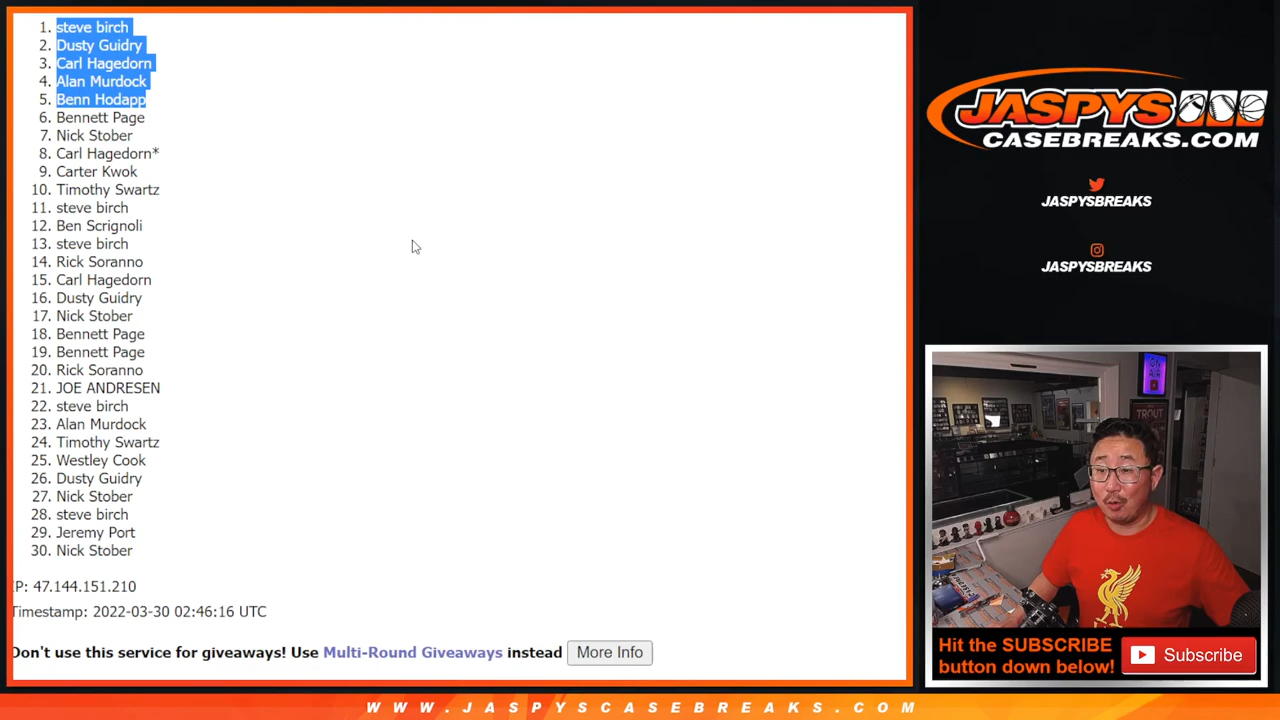 1. steve birch
2. Dusty Guidry
3. Carl Hagedorn
4. Alan Murdock
5. Benn Hodapp
6. Bennett Page
7. Nick Stober
8. Carl Hagedorn*
9. Carter Kwok
10. Timothy Swartz
11. steve birch
12. Ben Scrignoli
13. steve birch
14. Rick Soranno
15. Carl Hagedorn
16. Dusty Guidry
17. Nick Stober
18. Bennett Page
19. Bennett Page
20. Rick Soranno
21. JOE ANDRESEN
22. steve birch
23. Alan Murdock
24. Timothy Swartz
25. Westley Cook
26. Dusty Guidry
27. Nick Stober
28. steve birch
29. Jeremy Port
30. Nick Stober
IP: 47.144.151.210
Timestamp: 2022-03-30 02:46:16 UTC
Don't use this service for giveaways! Use Multi-Round Giveaways instead More Info
JASPYS
CASEBREAKS.COM
JASPYSBREAKS
JASPYSBREAKS
ON
AIR
TROUT
Hit the SUBSCRIBE
button down below!
Subscribe
WWW.JASPYSCASEBREAKS.COM